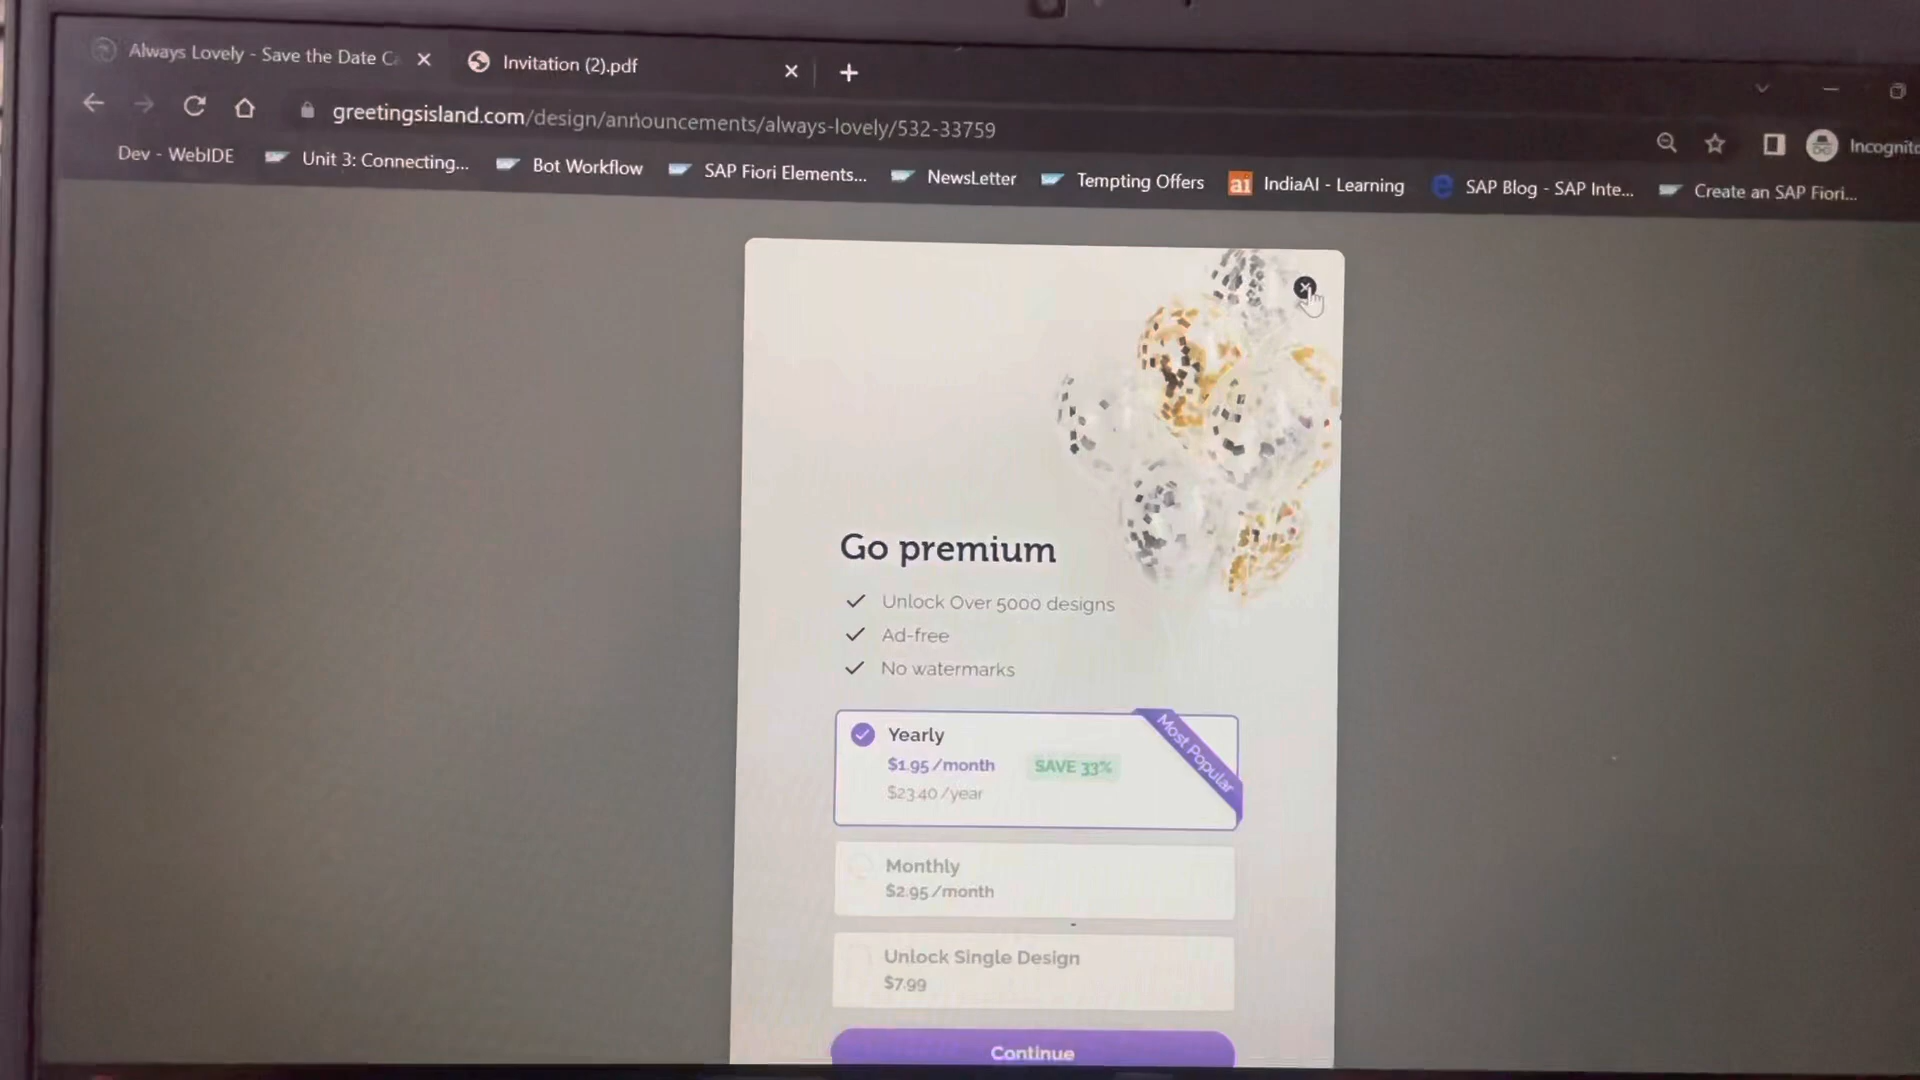 Always Lovely - Save the Date C
Invitation (2).pdf
greetingsisland.com/design/announcements/always-lovely/532-33759
Incognito
Dev - WebIDE
Unit 3: Connecting...
Bot Workflow
SAP Fiori Elements...
NewsLetter
Tempting Offers
ai
IndiaAI - Learning
SAP Blog - SAP Inte...
Create an SAP Fiori...
Go premium
Unlock Over 5000 designs
Ad-free
No watermarks
Yearly
$1.95 /month
SAVE 33%
$23.40 /year
Most Popular
Monthly
$2.95 /month
Unlock Single Design
$7.99
Continue